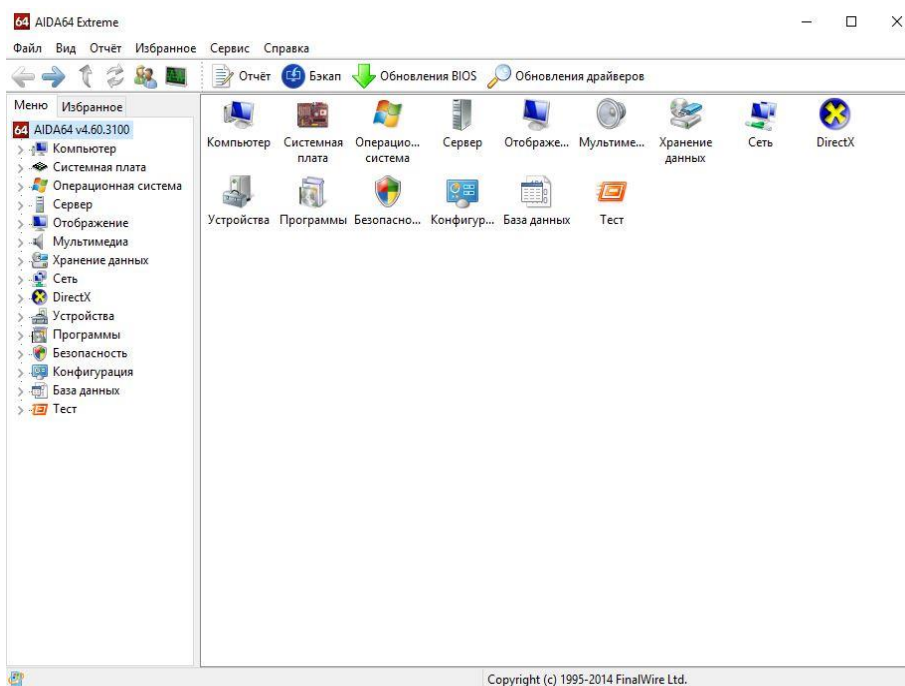 64 AIDA64 Extreme
Файл Вид Отчёт Избранное Сервис Справка
Отчёт Бэкап Обновления BIOS Обновления драйверов
Меню Избранное
64 AIDA64 v4.60.3100
Компьютер
Системная плата
Операционная система
Сервер
Отображение
Мультимедиа
Хранение данных
Сеть
DirectX
Устройства
Программы
Безопасность
Конфигурация
База данных
Тест
Компьютер Системная плата Операцио... система Сервер Отображе... Мультиме... Хранение данных Сеть DirectX
Устройства Программы Безопасно... Конфигур... База данных Тест
Copyright (c) 1995-2014 FinalWire Ltd.